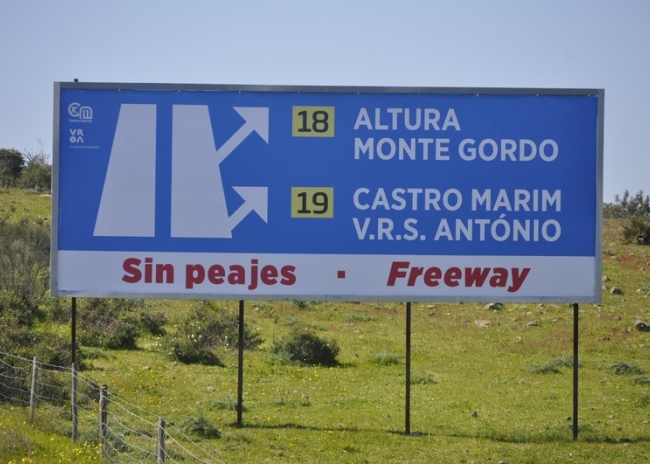 18 ALTURA
MONTE GORDO
19 CASTRO MARIM
V.R.S. ANTÓNIO
Sin peajes · Freeway